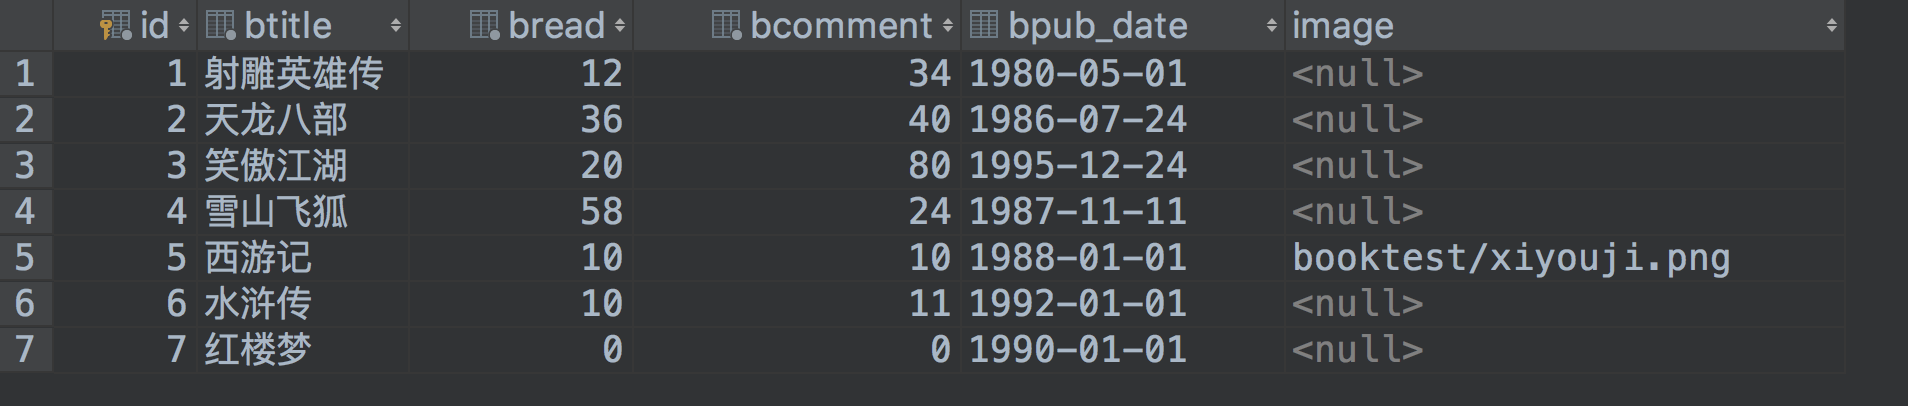 id btitle bread bcomment bpub_date image
1 1 射雕英雄传 12 34 1980-05-01 <null>
2 2 天龙八部 36 40 1986-07-24 <null>
3 3 笑傲江湖 20 80 1995-12-24 <null>
4 4 雪山飞狐 58 24 1987-11-11 <null>
5 5 西游记 10 10 1988-01-01 booktest/xiyouji.png
6 6 水浒传 10 11 1992-01-01 <null>
7 7 红楼梦 0 0 1990-01-01 <null>